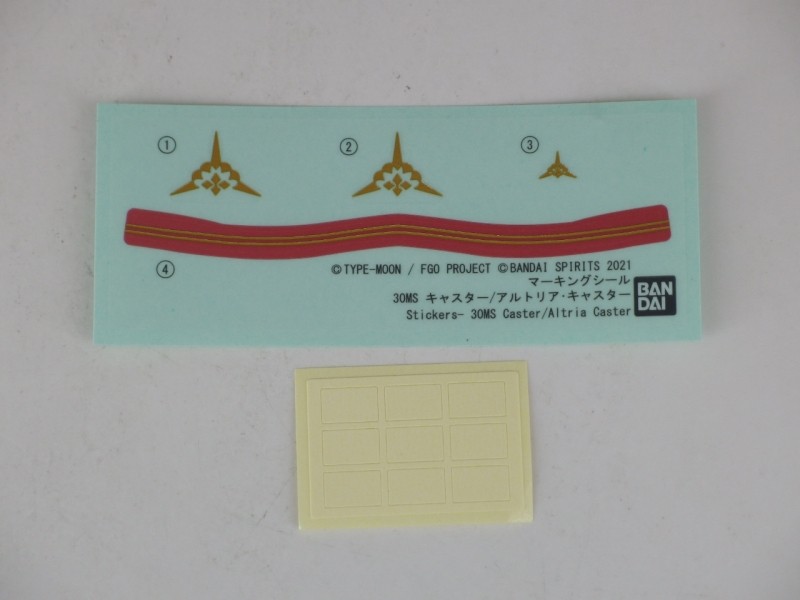 ① ② ③
④
©TYPE-MOON / FGO PROJECT ©BANDAI SPIRITS 2021
マーキングシール
30MS キャスター/アルトリア・キャスター
Stickers- 30MS Caster/Altria Caster
BAN
DAI